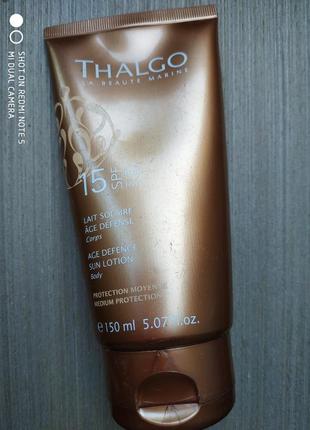 THALGO
LA BEAUTÉ MARINE
15 SPF
LAIT SOLAIRE
ÂGE DÉFENSE
Corps
AGE DEFENCE
SUN LOTION
Body
PROTECTION MOYENNE
MEDIUM PROTECTION
e 150 ml 5.07 fl.oz.
SHOT ON REDMI NOTE 5
MI DUAL CAMERA